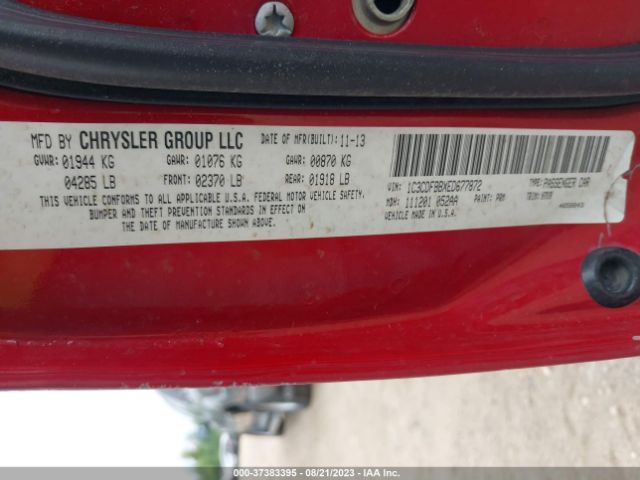 MFD BY CHRYSLER GROUP LLC DATE OF MFR(BUILT): 11-13
GVWR: 01944 KG GAWR: 01076 KG GAWR: 00870 KG
04285 LB FRONT: 02370 LB REAR: 01918 LB
THIS VEHICLE CONFORMS TO ALL APPLICABLE U.S.A. FEDERAL MOTOR VEHICLE SAFETY,
BUMPER AND THEFT PREVENTION STANDARDS IN EFFECT ON
THE DATE OF MANUFACTURE SHOWN ABOVE.
VIN: 1C3CDFBBXED677872 TYPE: PASSENGER CAR
MDH: 111201 052AA PAINT: PRM TRIM:
VEHICLE MADE IN U.S.A.
000-37383395 - 08/21/2023 - IAA Inc.